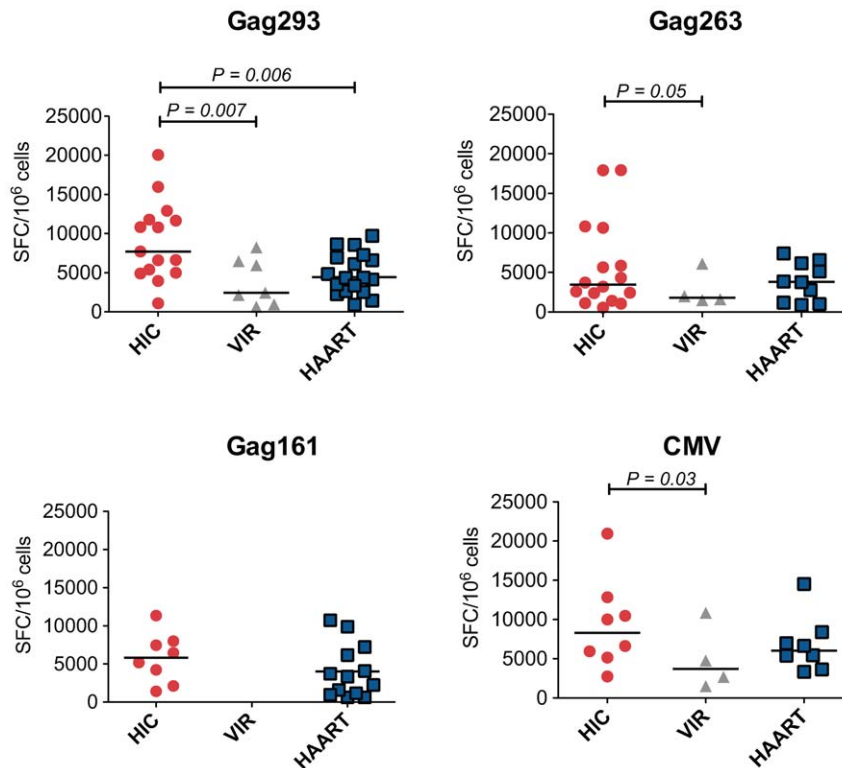 Gag293
P = 0.006
P = 0.007
SFC/10⁶ cells
25000
20000
15000
10000
5000
0
HIC
VIR
HAART
Gag263
P = 0.05
SFC/10⁶ cells
25000
20000
15000
10000
5000
0
HIC
VIR
HAART
Gag161
SFC/10⁶ cells
25000
20000
15000
10000
5000
0
HIC
VIR
HAART
CMV
P = 0.03
SFC/10⁶ cells
25000
20000
15000
10000
5000
0
HIC
VIR
HAART